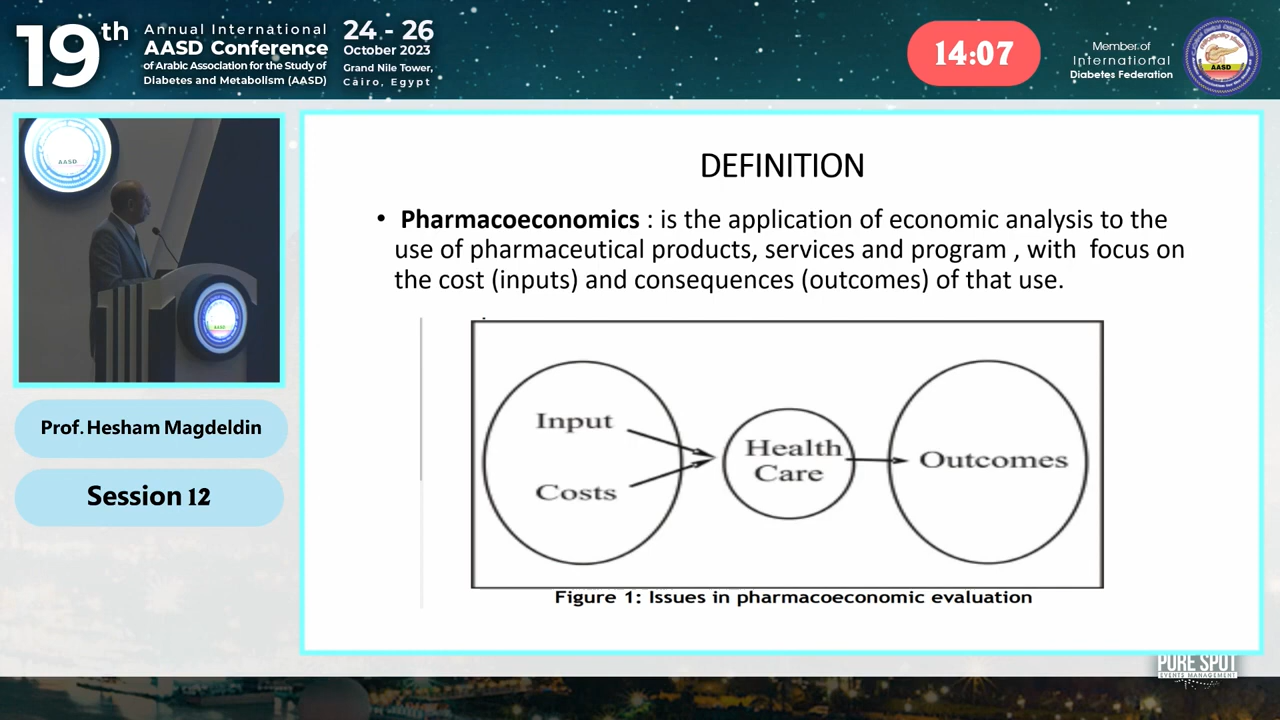 19th
Annual International
AASD Conference
of Arabic Association for the Study of
Diabetes and Metabolism (AASD)
24 - 26
October 2023
Grand Nile Tower,
Cairo, Egypt
14:07
Member of
International
Diabetes Federation
AASD
AASD
AASD
Prof. Hesham Magdeldin
Session 12
DEFINITION
• Pharmacoeconomics : is the application of economic analysis to the
use of pharmaceutical products, services and program , with focus on
the cost (inputs) and consequences (outcomes) of that use.
Input
Costs
Health
Care
Outcomes
Figure 1: Issues in pharmacoeconomic evaluation
PURE SPOT
EVENTS MANAGEMENT